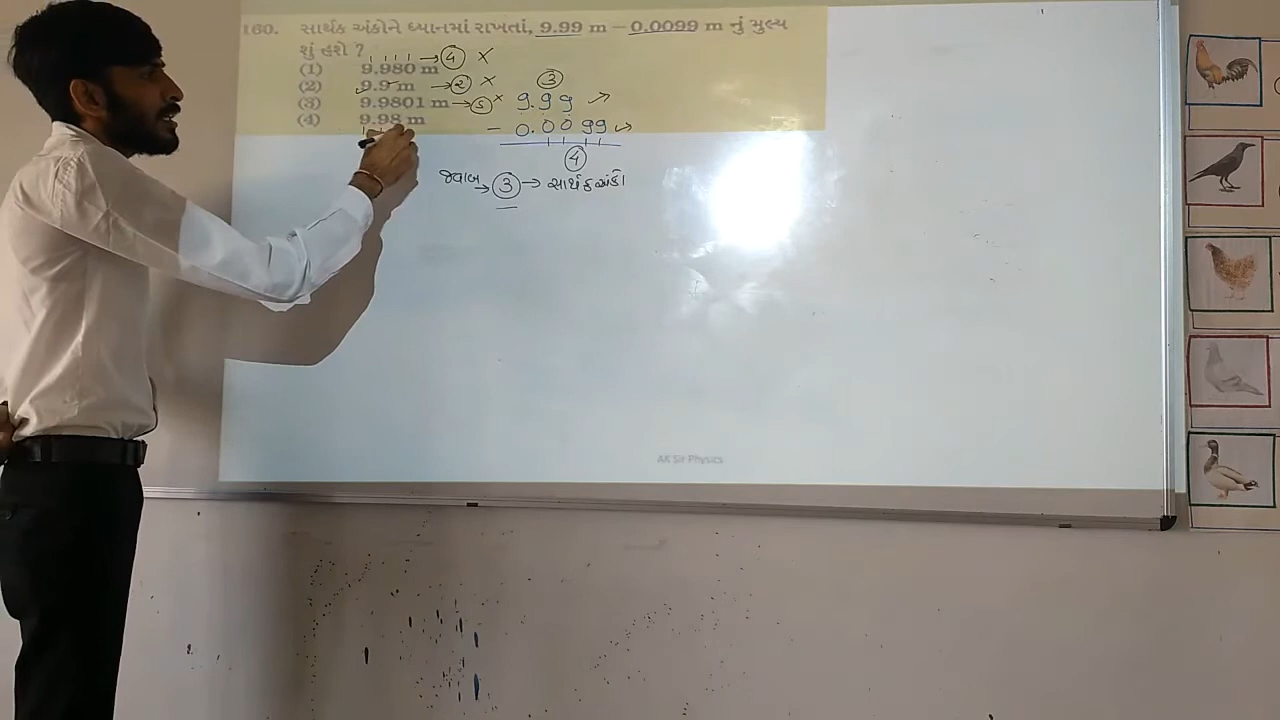 160. સાર્થક અંકોને ધ્યાનમાં રાખતાં, 9.99 m – 0.0099 m નું મુલ્ય
શું હશે ?
(1) 9.980 m → 4 ×
(2) 9.9 m → 2 ×
(3) 9.9801 m → 5 ×
(4) 9.98 m
3
9.99
- 0.0099
4
જવાબ → 3 → સાર્થક અંકો
AK Sir Physics